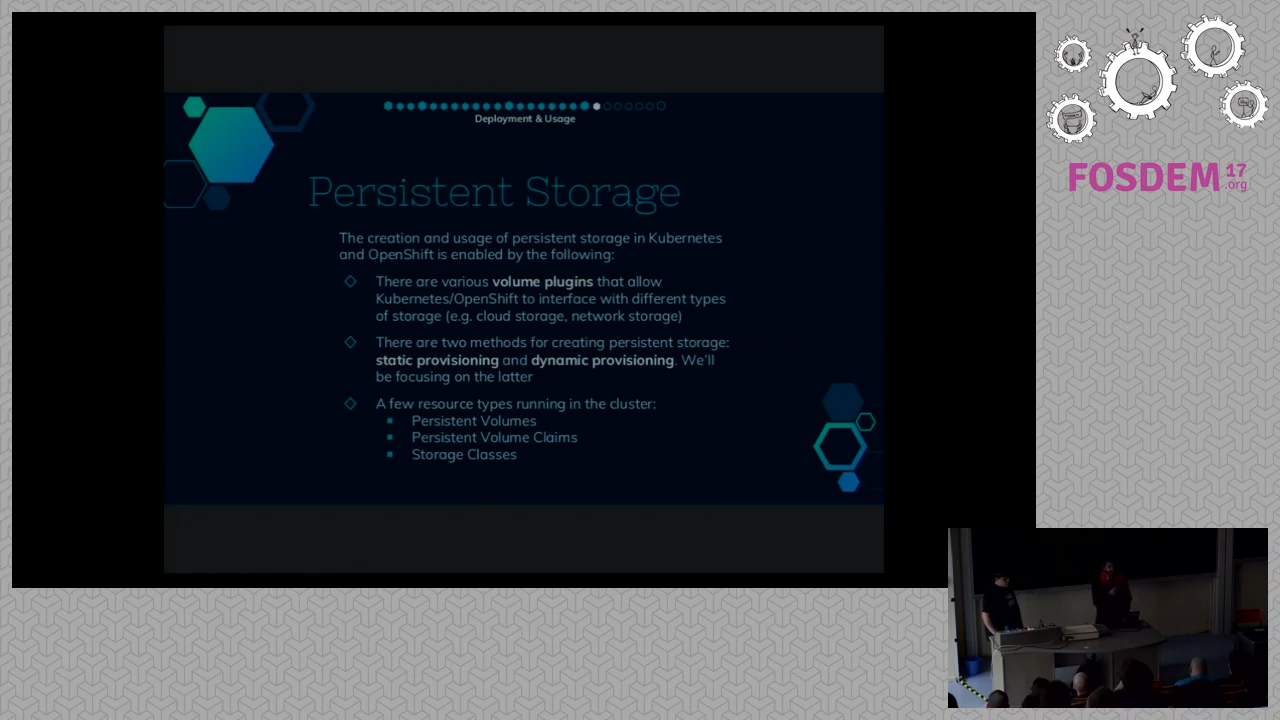 Deployment & Usage
Persistent Storage
The creation and usage of persistent storage in Kubernetes
and OpenShift is enabled by the following:
There are various volume plugins that allow
Kubernetes/OpenShift to interface with different types
of storage (e.g. cloud storage, network storage)
There are two methods for creating persistent storage:
static provisioning and dynamic provisioning. We'll
be focusing on the latter
A few resource types running in the cluster:
Persistent Volumes
Persistent Volume Claims
Storage Classes
FOSDEM 17
.org